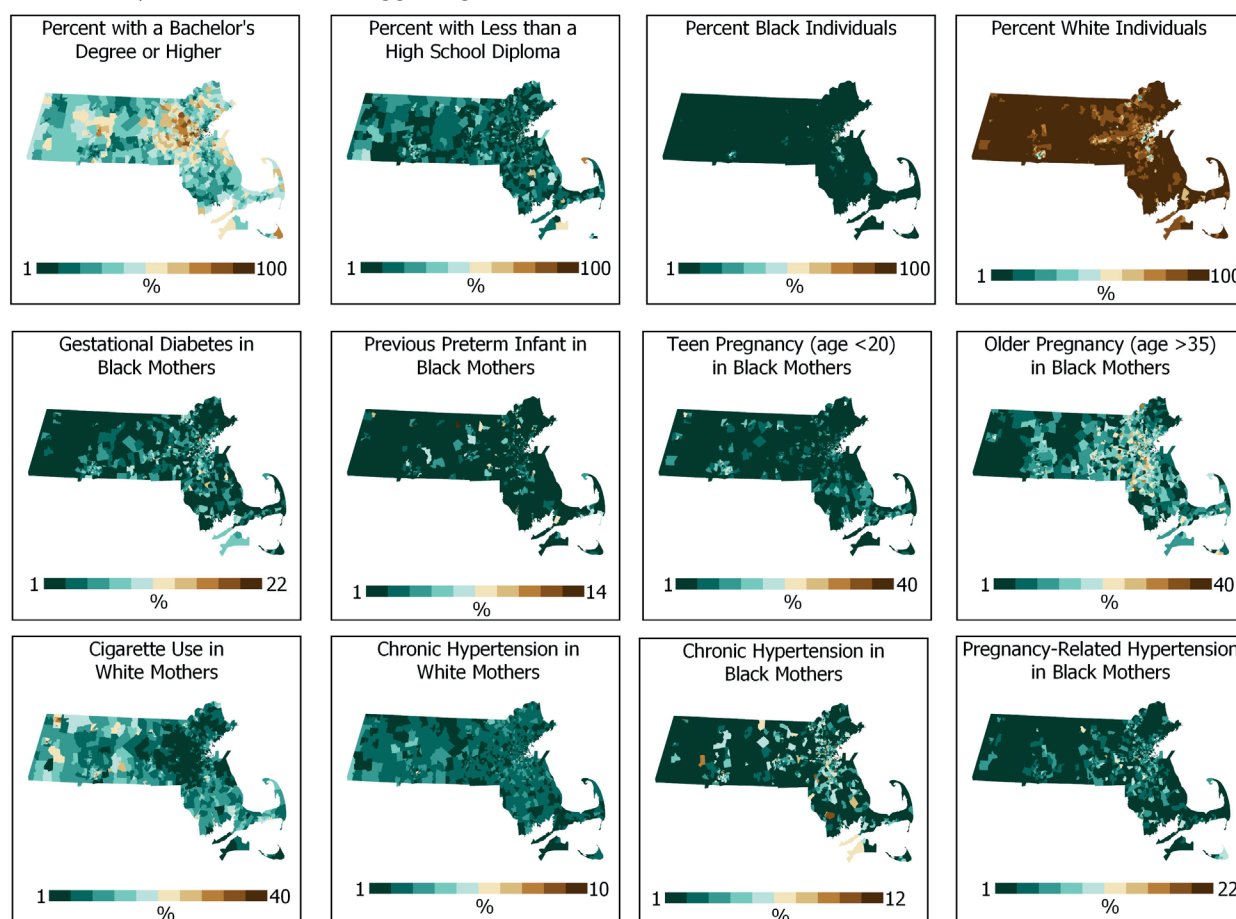 Percent with a Bachelor's
Degree or Higher
1 100
%
Percent with Less than a
High School Diploma
1 100
%
Percent Black Individuals
1 100
%
Percent White Individuals
1 100
%
Gestational Diabetes in
Black Mothers
1 22
%
Previous Preterm Infant in
Black Mothers
1 14
%
Teen Pregnancy (age <20)
in Black Mothers
1 40
%
Older Pregnancy (age >35)
in Black Mothers
1 40
%
Cigarette Use in
White Mothers
1 40
%
Chronic Hypertension in
White Mothers
1 10
%
Chronic Hypertension in
Black Mothers
1 12
%
Pregnancy-Related Hypertension
in Black Mothers
1 22
%